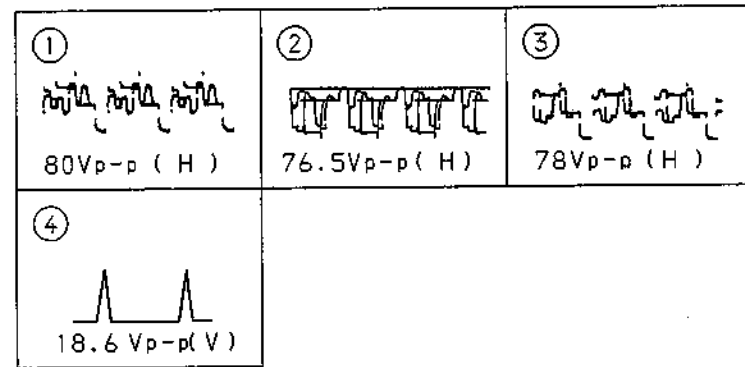 ① ② ③
80Vp-p ( H ) 76.5Vp-p( H) 78Vp-p ( H )
④
18.6 Vp-p( V )